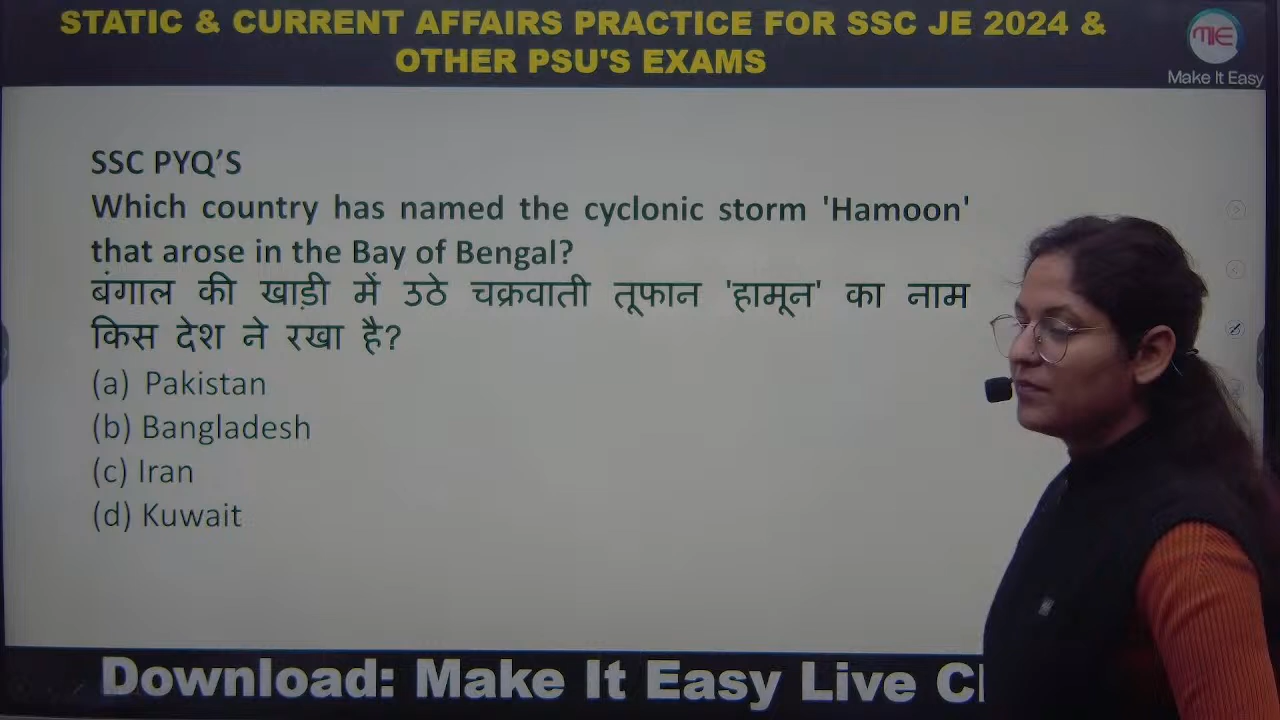 STATIC & CURRENT AFFAIRS PRACTICE FOR SSC JE 2024 &
OTHER PSU'S EXAMS
MIE
Make It Easy
SSC PYQ’S
Which country has named the cyclonic storm 'Hamoon'
that arose in the Bay of Bengal?
बंगाल की खाड़ी में उठे चक्रवाती तूफान 'हामून' का नाम
किस देश ने रखा है?
(a) Pakistan
(b) Bangladesh
(c) Iran
(d) Kuwait
Download: Make It Easy Live Cl